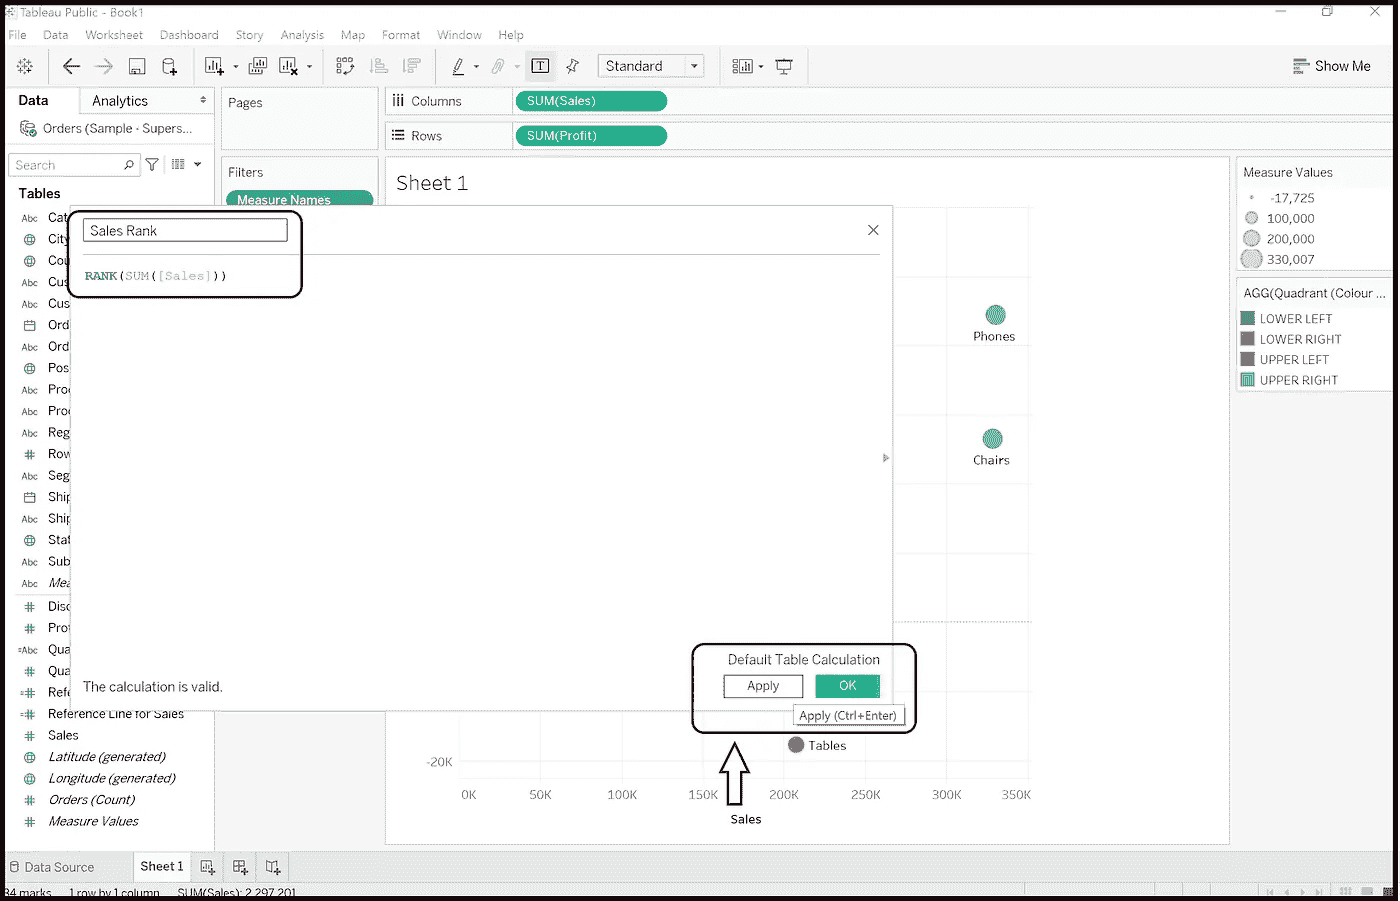 Tableau Public - Book1
File Data Worksheet Dashboard Story Analysis Map Format Window Help
Standard
Show Me
Data Analytics
Orders (Sample - Supers...
Search
Tables
Abc Cat
City
Cou
Abc Cus
Abc Cus
Ord
Abc Ord
Pos
Abc Proc
Abc Proc
Abc Reg
Row
Abc Seg
Ship
Abc Ship
Stat
Abc Sub
Abc Mea
Disc
Prof
=Abc Qua
Qua
Refe
Reference Line for Sales
Sales
Latitude (generated)
Longitude (generated)
Orders (Count)
Measure Values
Pages
Filters
Measure Names
Columns SUM(Sales)
Rows SUM(Profit)
Sheet 1
Sales Rank
RANK(SUM([Sales]))
The calculation is valid.
Default Table Calculation
Apply OK
Apply (Ctrl+Enter)
Phones
Chairs
Tables
-20K
0K 50K 100K 150K 200K 250K 300K 350K
Sales
Measure Values
-17,725
100,000
200,000
330,007
AGG(Quadrant (Colour ...
LOWER LEFT
LOWER RIGHT
UPPER LEFT
UPPER RIGHT
Data Source Sheet 1
34 marks 1 row by 1 column SUM(Sales): 2,297,201